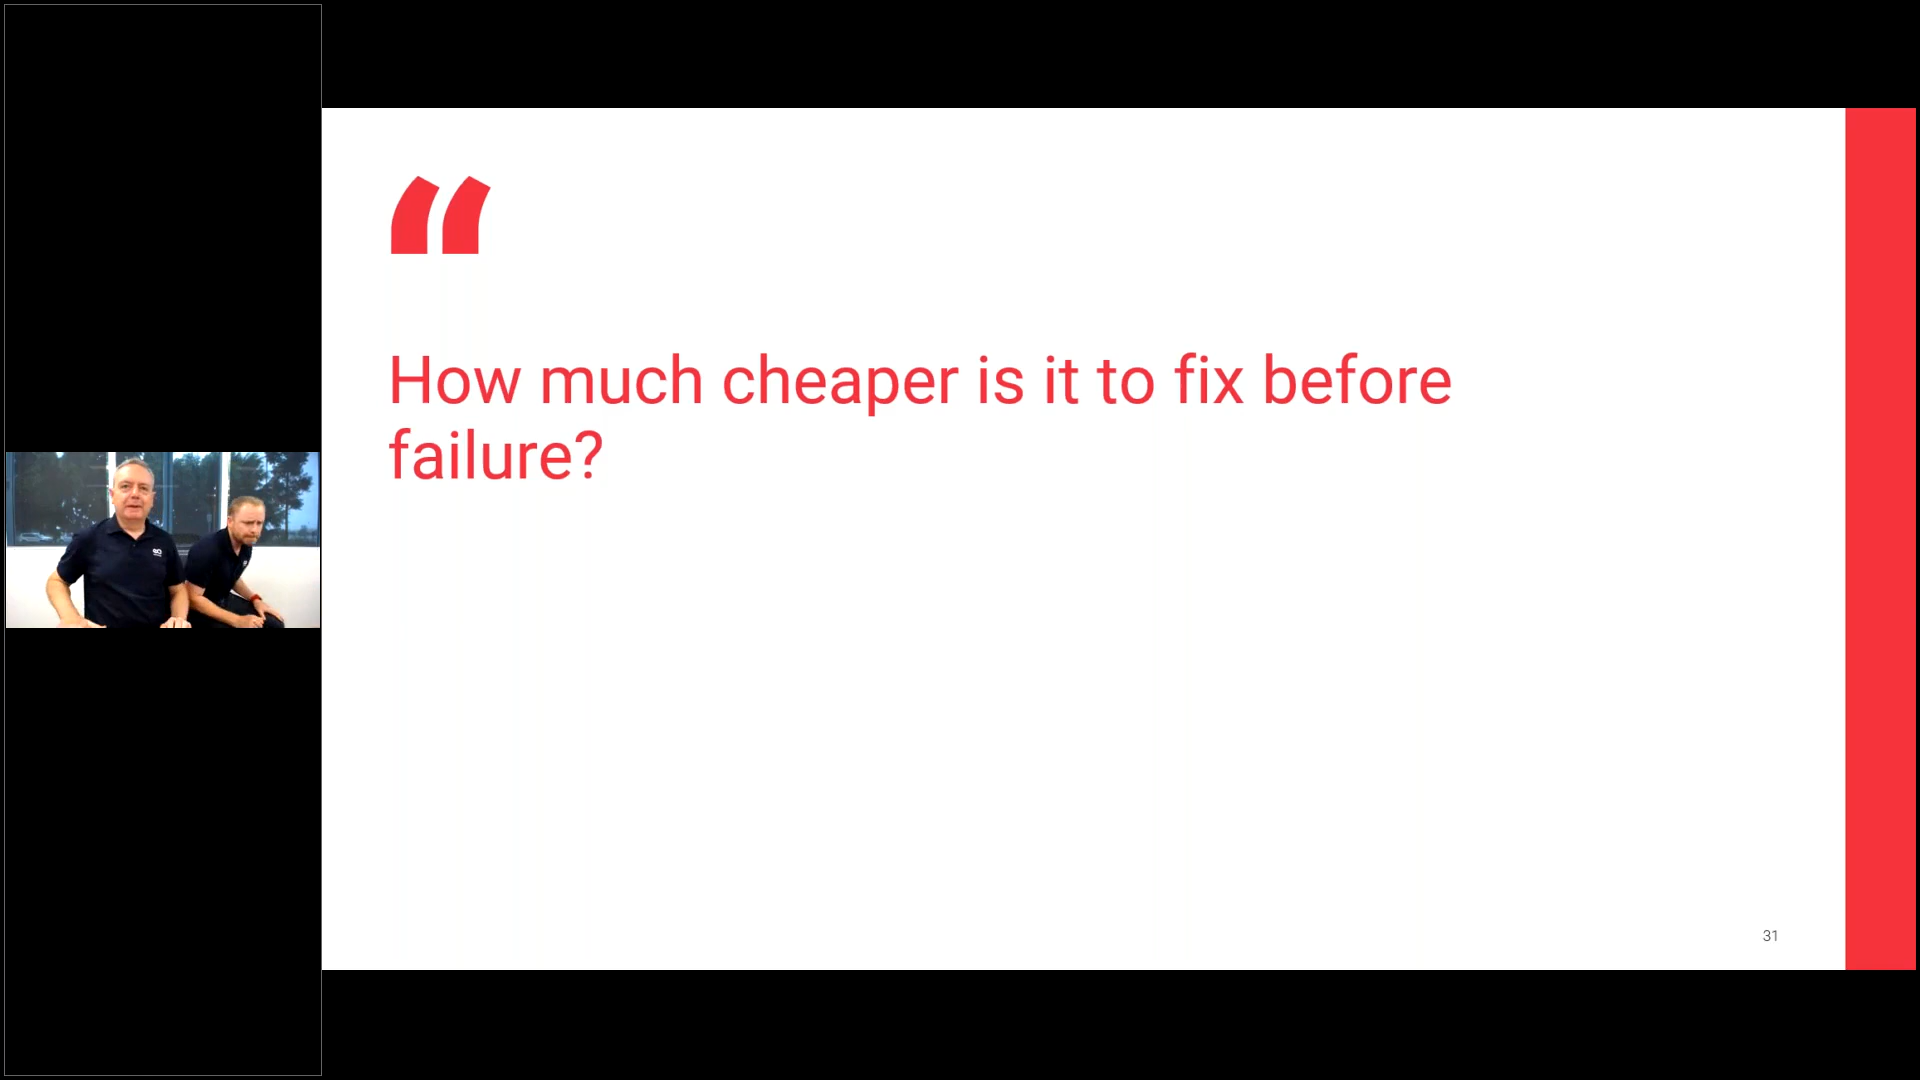 “
How much cheaper is it to fix before
failure?
31